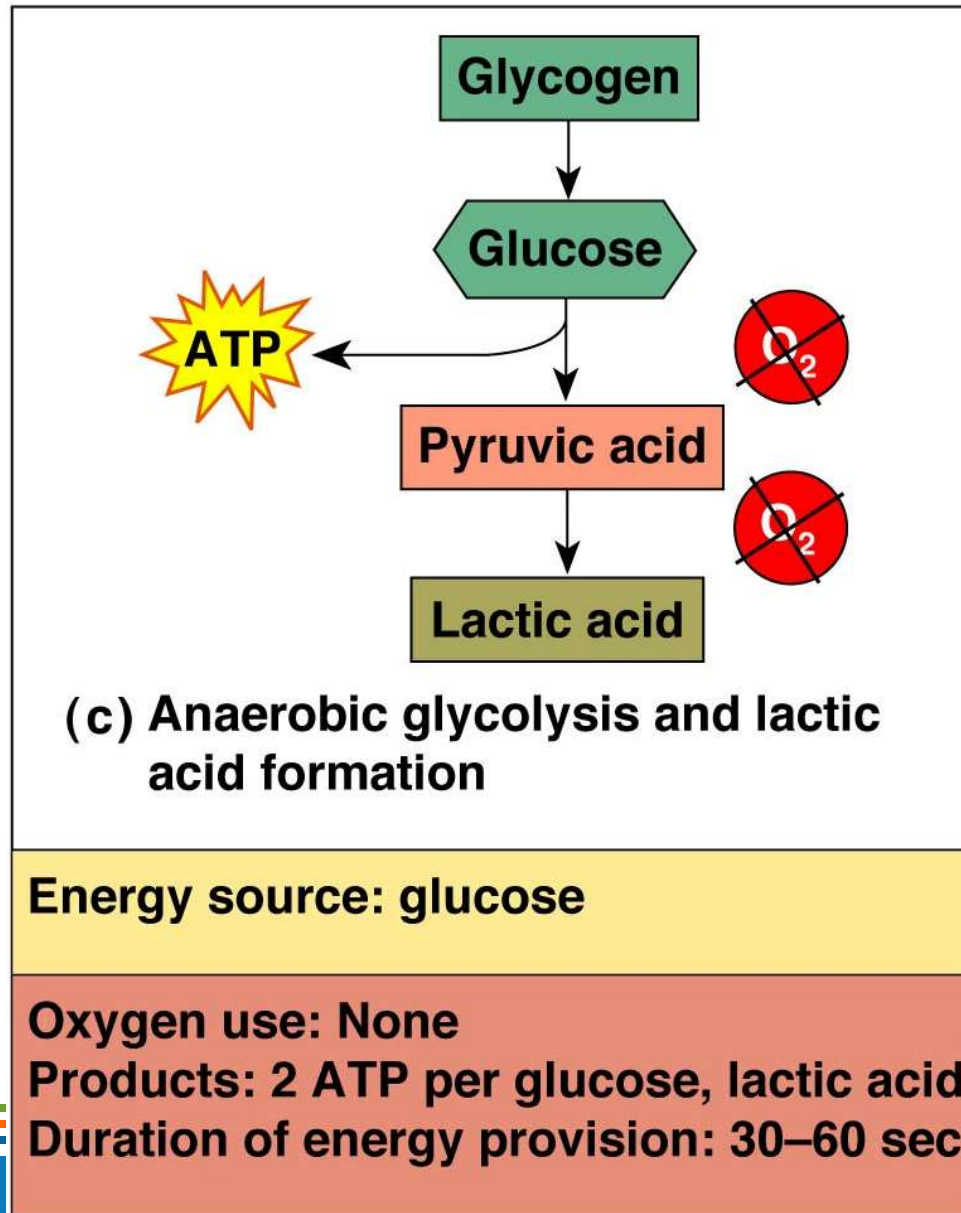 Glycogen
Glucose
ATP
O2
Pyruvic acid
O2
Lactic acid
(c) Anaerobic glycolysis and lactic
acid formation
Energy source: glucose
Oxygen use: None
Products: 2 ATP per glucose, lactic acid
Duration of energy provision: 30–60 sec